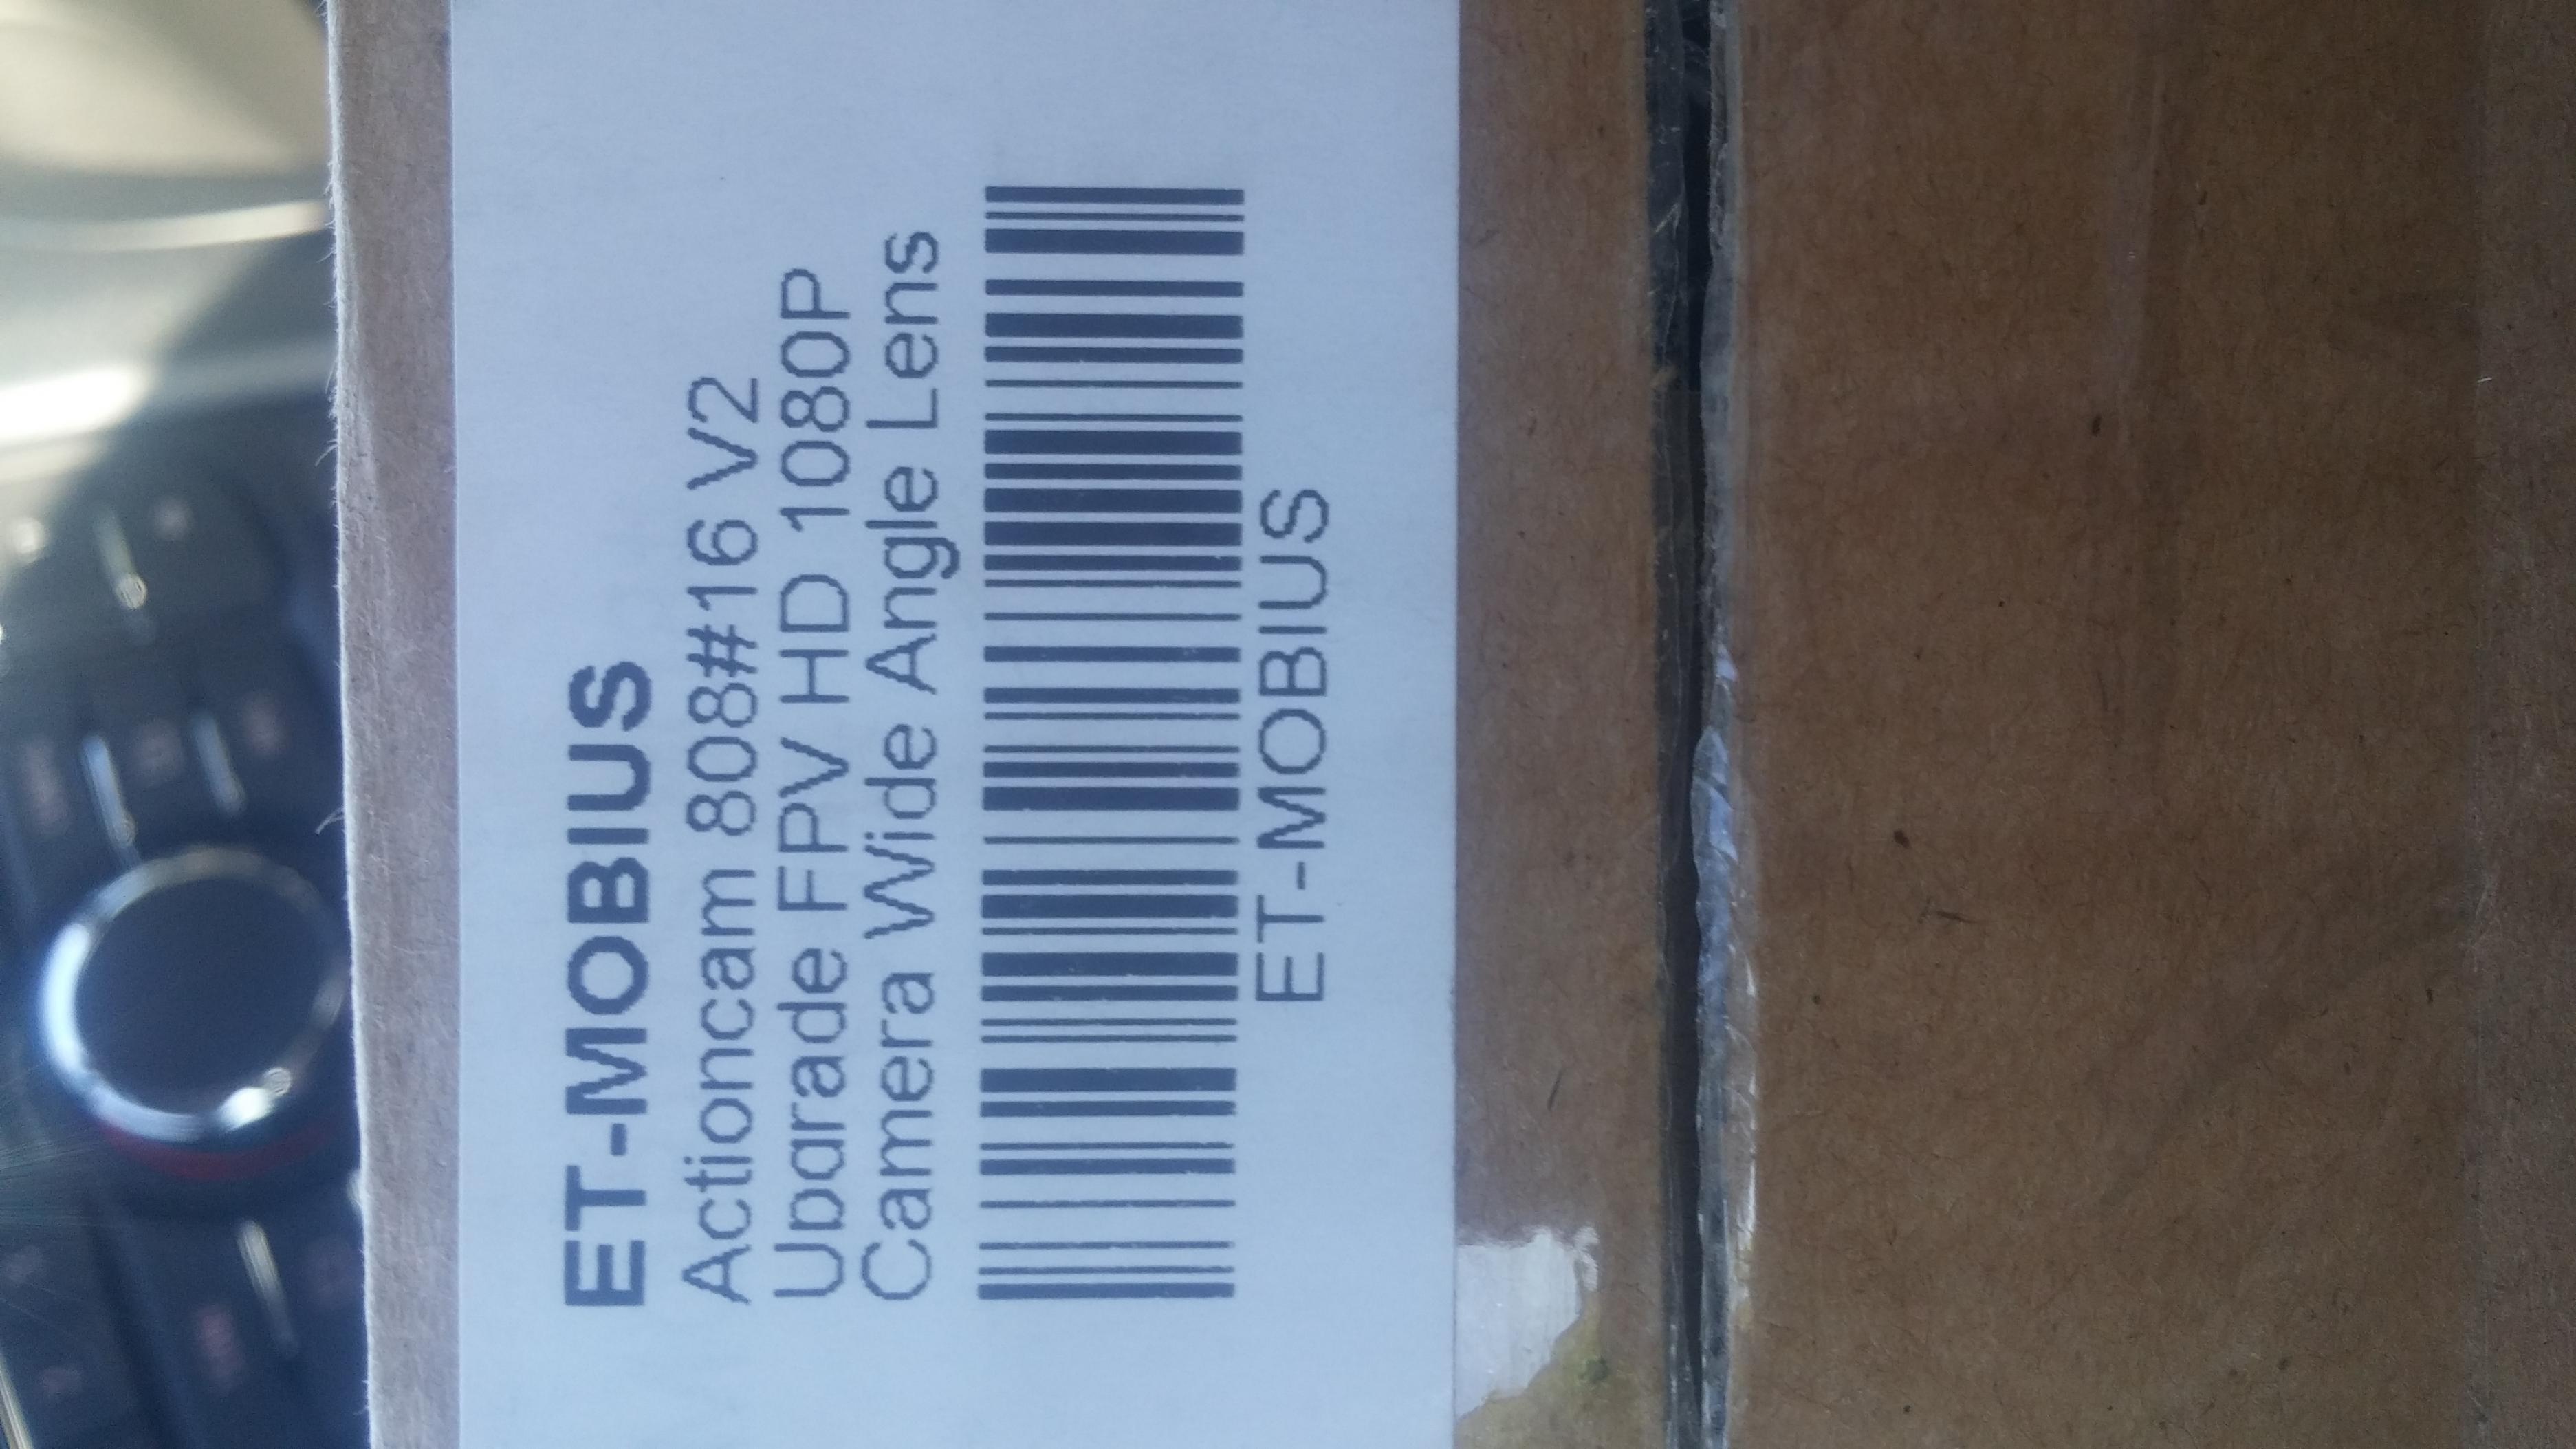 ET-MOBIUS
Actioncam 808#16 V2
Upgrade FPV HD 1080P
Camera Wide Angle Lens
ET-MOBIUS